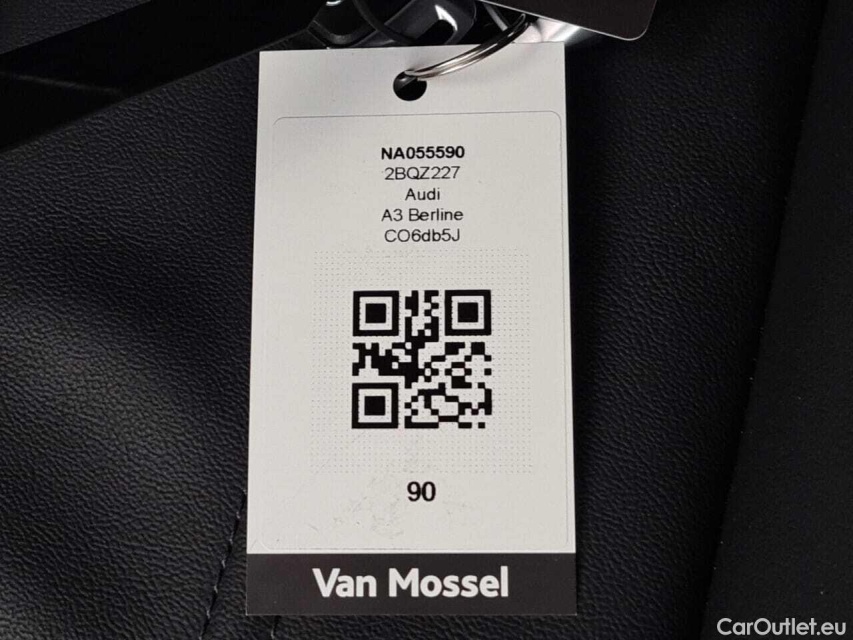 NA055590
2BQZ227
Audi
A3 Berline
CO6db5J
90
Van Mossel
CarOutlet.eu